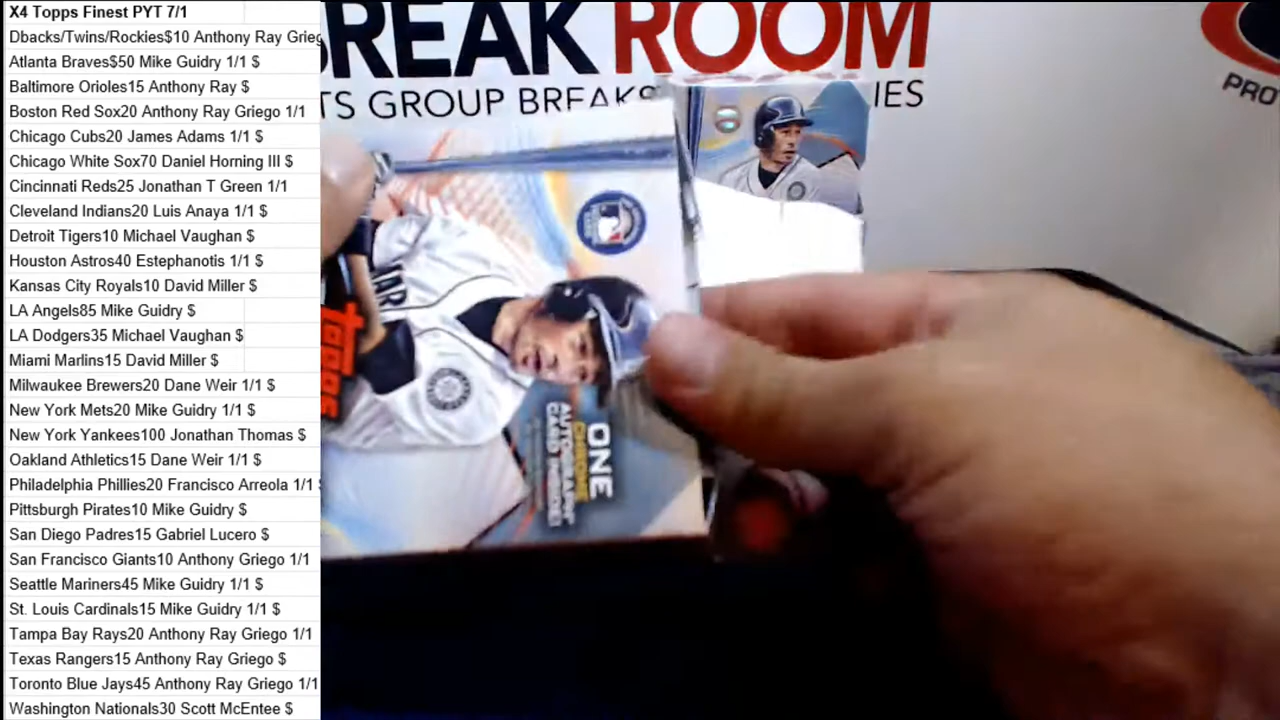 X4 Topps Finest PYT 7/1
Dbacks/Twins/Rockies$10 Anthony Ray Grieg
Atlanta Braves$50 Mike Guidry 1/1 $
Baltimore Orioles15 Anthony Ray $
Boston Red Sox20 Anthony Ray Griego 1/1
Chicago Cubs20 James Adams 1/1 $
Chicago White Sox70 Daniel Horning III $
Cincinnati Reds25 Jonathan T Green 1/1
Cleveland Indians20 Luis Anaya 1/1 $
Detroit Tigers10 Michael Vaughan $
Houston Astros40 Estephanotis 1/1 $
Kansas City Royals10 David Miller $
LA Angels85 Mike Guidry $
LA Dodgers35 Michael Vaughan $
Miami Marlins15 David Miller $
Milwaukee Brewers20 Dane Weir 1/1 $
New York Mets20 Mike Guidry 1/1 $
New York Yankees100 Jonathan Thomas $
Oakland Athletics15 Dane Weir 1/1 $
Philadelphia Phillies20 Francisco Arreola 1/1 $
Pittsburgh Pirates10 Mike Guidry $
San Diego Padres15 Gabriel Lucero $
San Francisco Giants10 Anthony Griego 1/1
Seattle Mariners45 Mike Guidry 1/1 $
St. Louis Cardinals15 Mike Guidry 1/1 $
Tampa Bay Rays20 Anthony Ray Griego 1/1
Texas Rangers15 Anthony Ray Griego $
Toronto Blue Jays45 Anthony Ray Griego 1/1
Washington Nationals30 Scott McEntee $
REAK ROOM
TS GROUP BREAKS IES
PRO
Topps
ONE
CHROME
AUTOGRAPH
CARD INSIDE!